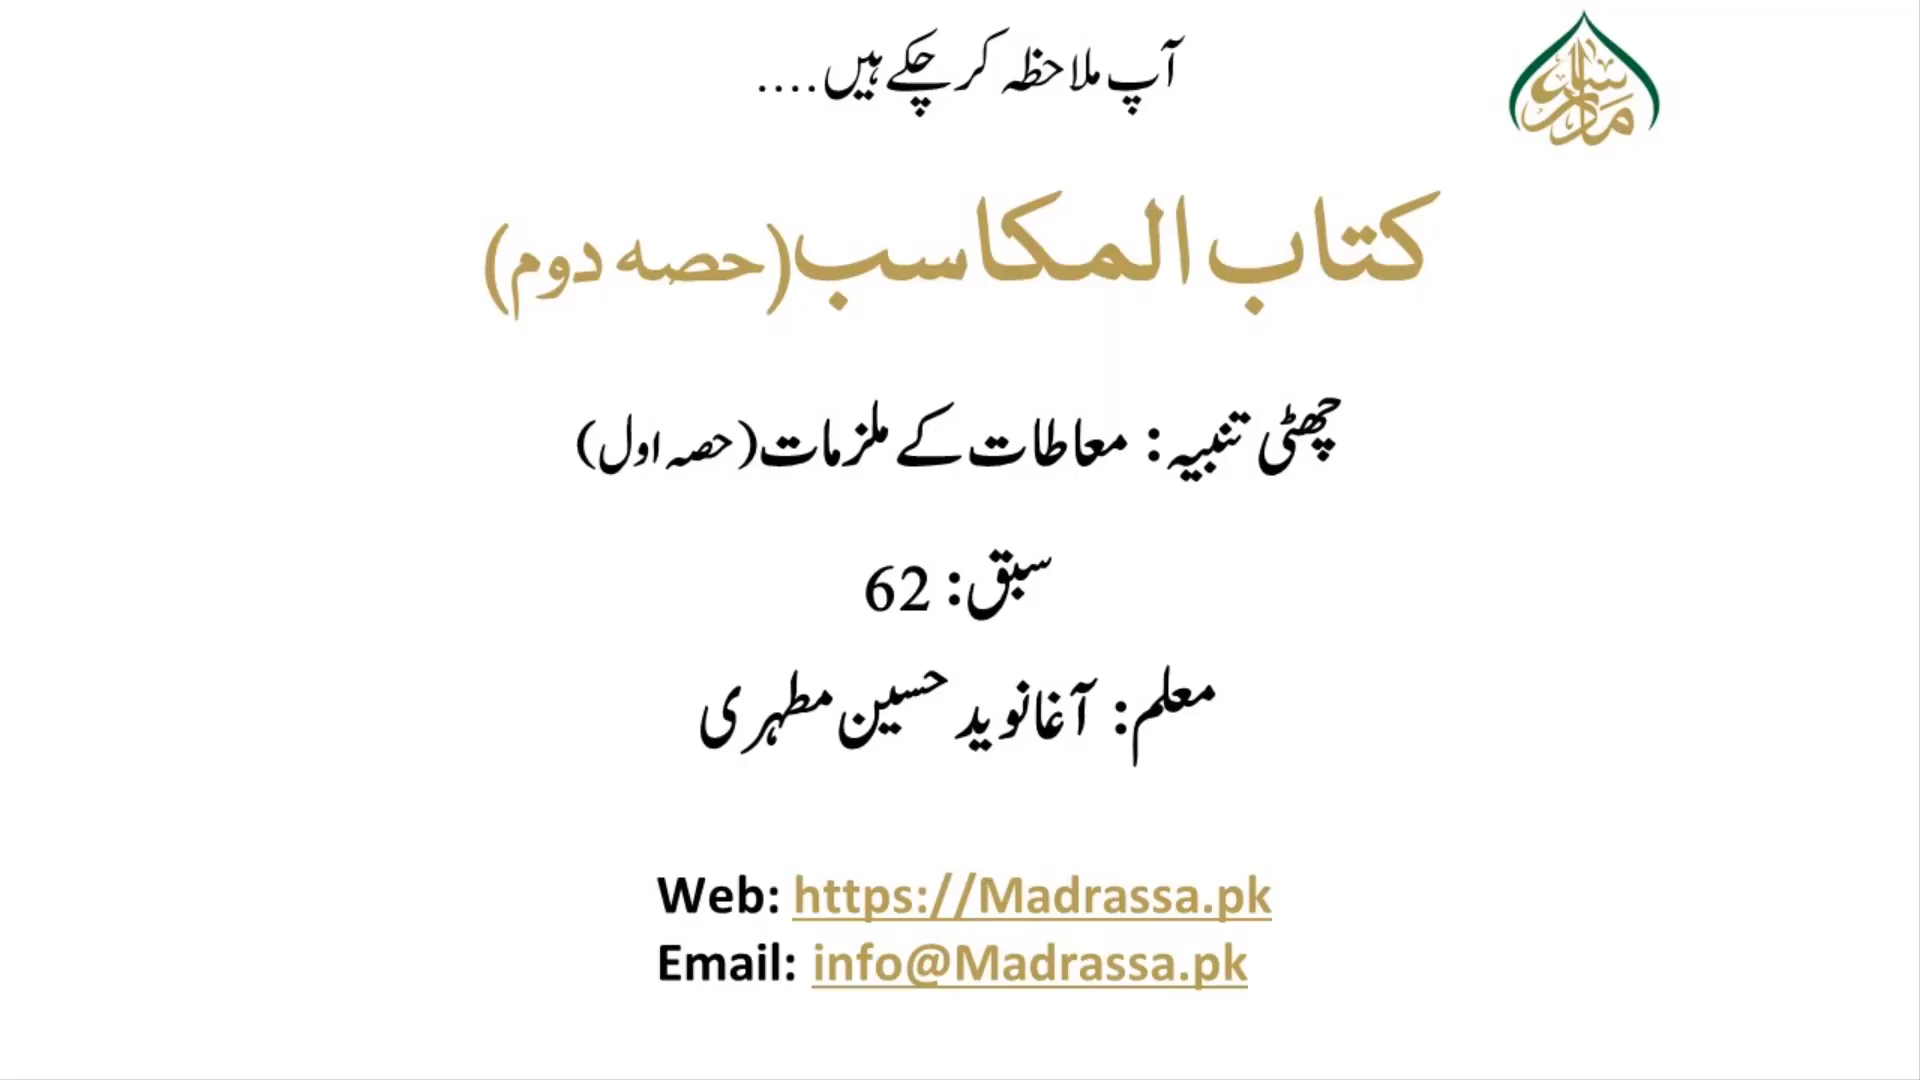 آپ ملاحظہ کر چکے ہیں....
کتاب المکاسب(حصہ دوم)
چھٹی تنبیہ: معاطات کے ملزمات(حصہ اول)
سبق: 62
معلم: آغا نوید حسین مطہری
Web: https://Madrassa.pk
Email: info@Madrassa.pk